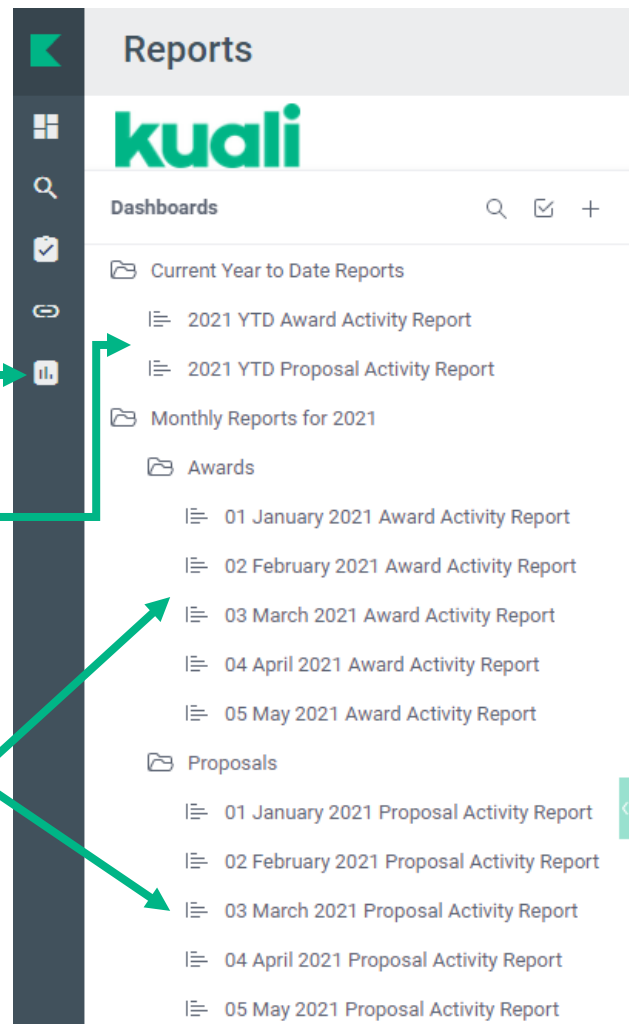 Reports
kuali
Dashboards
Current Year to Date Reports
2021 YTD Award Activity Report
2021 YTD Proposal Activity Report
Monthly Reports for 2021
Awards
01 January 2021 Award Activity Report
02 February 2021 Award Activity Report
03 March 2021 Award Activity Report
04 April 2021 Award Activity Report
05 May 2021 Award Activity Report
Proposals
01 January 2021 Proposal Activity Report
02 February 2021 Proposal Activity Report
03 March 2021 Proposal Activity Report
04 April 2021 Proposal Activity Report
05 May 2021 Proposal Activity Report